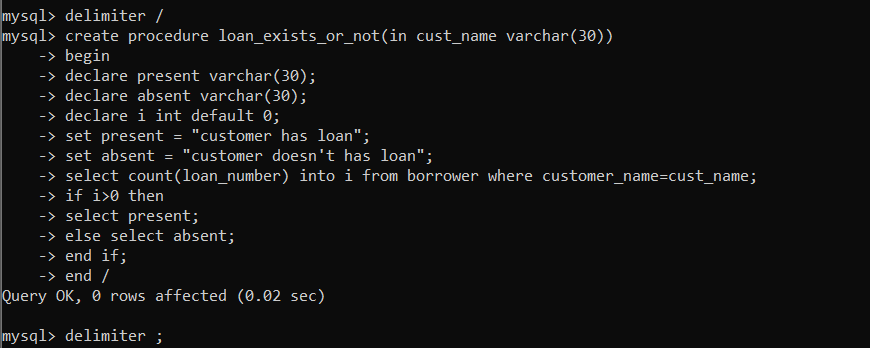 mysql> delimiter /
mysql> create procedure loan_exists_or_not(in cust_name varchar(30))
    -> begin
    -> declare present varchar(30);
    -> declare absent varchar(30);
    -> declare i int default 0;
    -> set present = "customer has loan";
    -> set absent = "customer doesn't has loan";
    -> select count(loan_number) into i from borrower where customer_name=cust_name;
    -> if i>0 then
    -> select present;
    -> else select absent;
    -> end if;
    -> end /
Query OK, 0 rows affected (0.02 sec)
mysql> delimiter ;